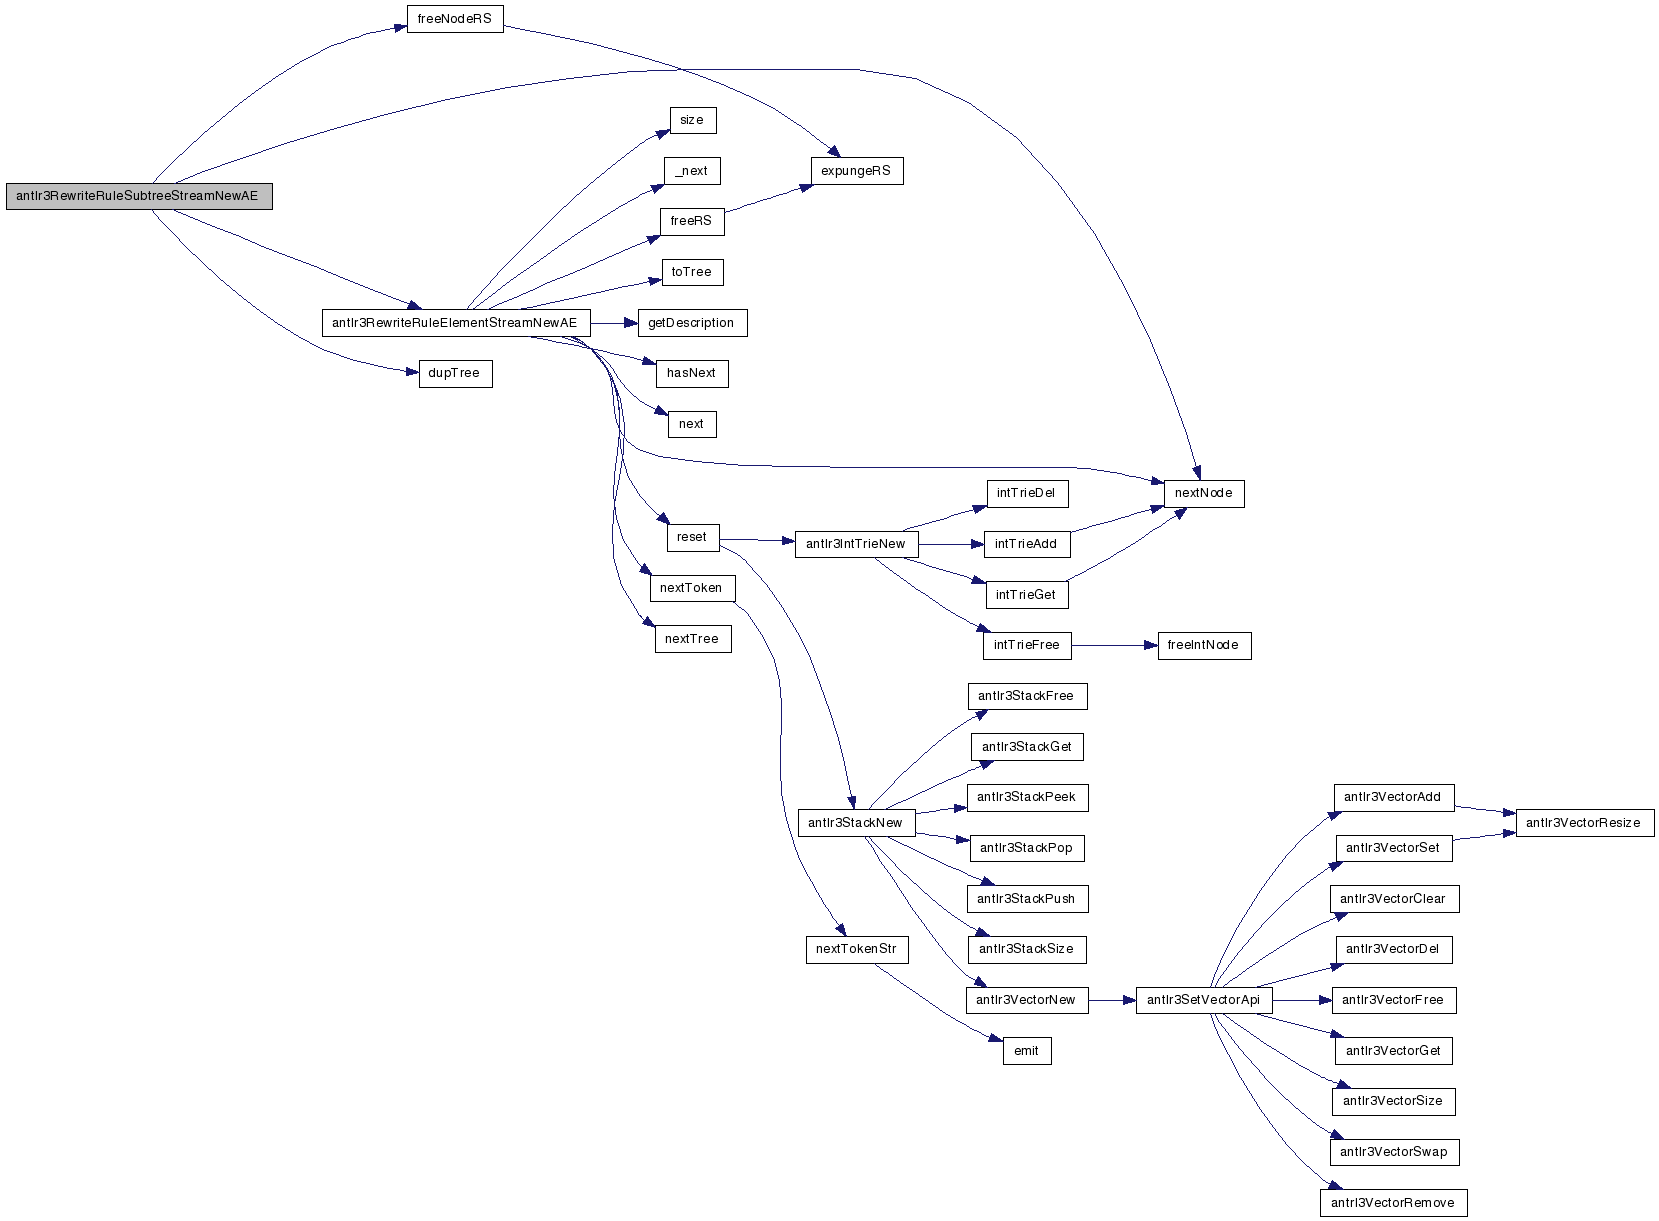 freeNodeRS
size
_next
expungeRS
antlr3RewriteRuleSubtreeStreamNewAE
freeRS
toTree
antlr3RewriteRuleElementStreamNewAE
getDescription
dupTree
hasNext
next
nextNode
intTrieDel
reset
antlr3IntTrieNew
intTrieAdd
nextToken
intTrieGet
nextTree
intTrieFree
freeIntNode
antlr3StackFree
antlr3StackGet
antlr3StackPeek
antlr3VectorAdd
antlr3StackNew
antlr3VectorResize
antlr3StackPop
antlr3VectorSet
antlr3StackPush
antlr3VectorClear
nextTokenStr
antlr3StackSize
antlr3VectorDel
antlr3VectorNew
antlr3SetVectorApi
antlr3VectorFree
emit
antlr3VectorGet
antlr3VectorSize
antlr3VectorSwap
antrl3VectorRemove